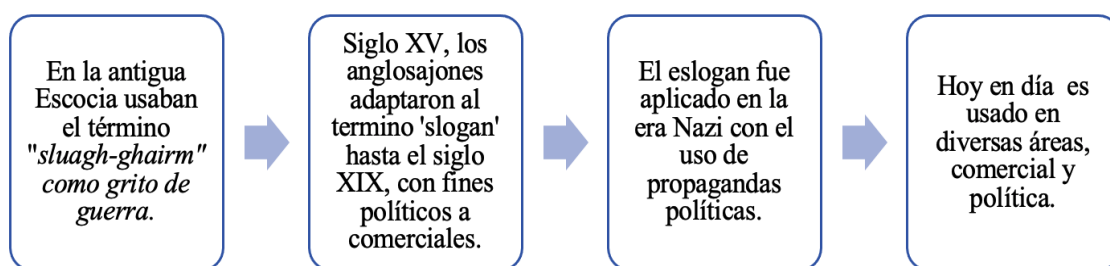 En la antigua
Escocia usaban
el término
"sluagh-ghairm"
como grito de
guerra.
Siglo XV, los
anglosajones
adaptaron al
termino 'slogan'
hasta el siglo
XIX, con fines
políticos a
comerciales.
El eslogan fue
aplicado en la
era Nazi con el
uso de
propagandas
políticas.
Hoy en día  es
usado en
diversas áreas,
comercial y
política.